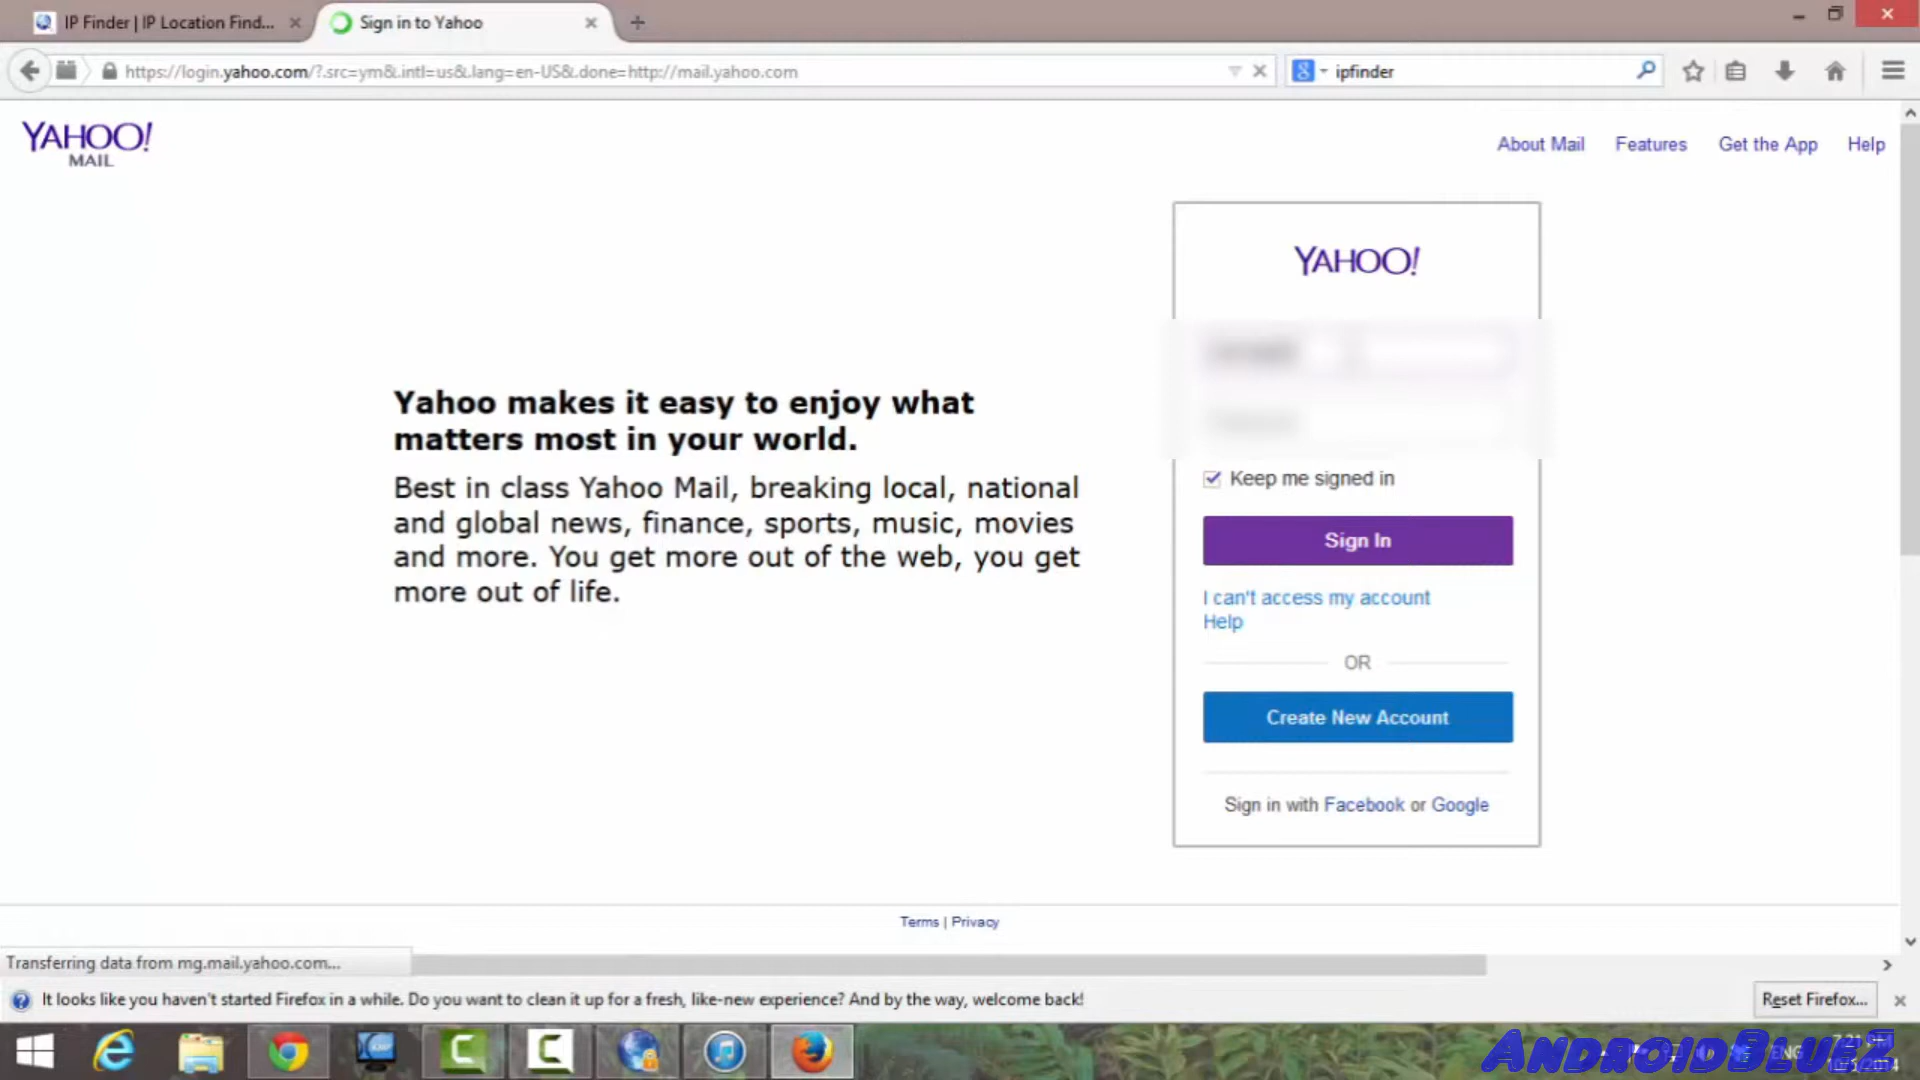 IP Finder | IP Location Find...
Sign in to Yahoo
https://login.yahoo.com/?.src=ym&.intl=us&.lang=en-US&.done=http://mail.yahoo.com
ipfinder
YAHOO!
MAIL
About Mail
Features
Get the App
Help
YAHOO!
Yahoo makes it easy to enjoy what
matters most in your world.
Best in class Yahoo Mail, breaking local, national
and global news, finance, sports, music, movies
and more. You get more out of the web, you get
more out of life.
Keep me signed in
Sign In
I can't access my account
Help
OR
Create New Account
Sign in with Facebook or Google
Terms | Privacy
Transferring data from mg.mail.yahoo.com...
It looks like you haven't started Firefox in a while. Do you want to clean it up for a fresh, like-new experience? And by the way, welcome back!
Reset Firefox...
ENG
AndroidBlueZ